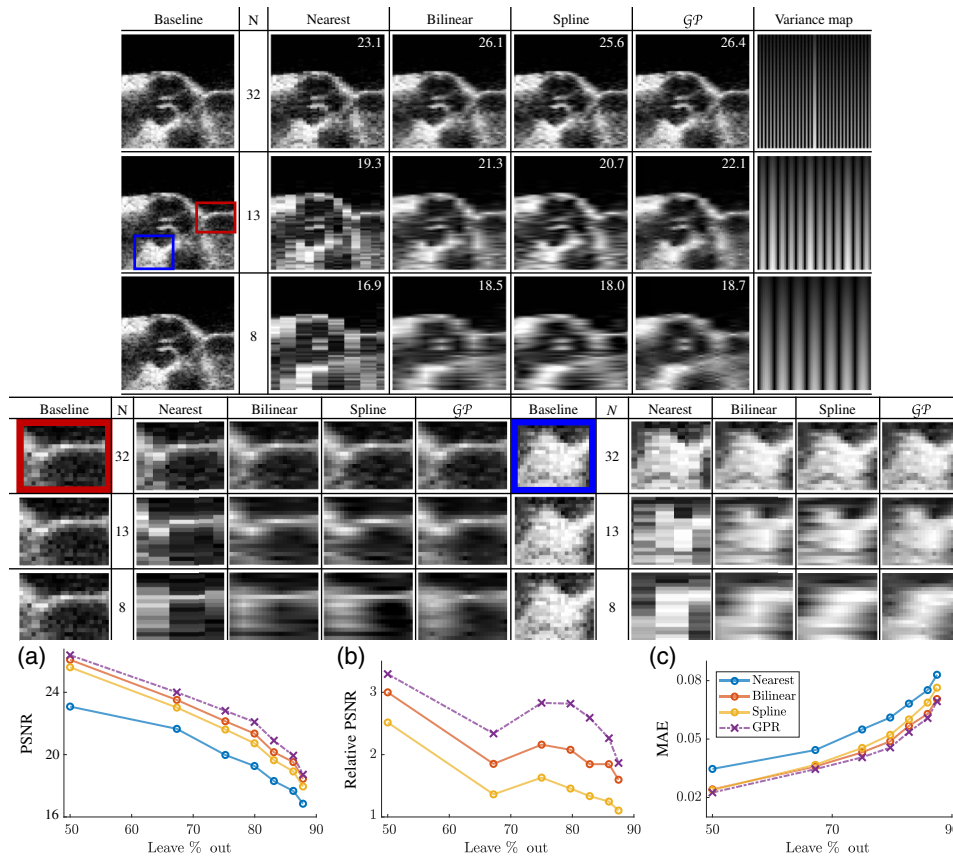 Baseline N Nearest Bilinear Spline GP Variance map
32 23.1 26.1 25.6 26.4
13 19.3 21.3 20.7 22.1
8 16.9 18.5 18.0 18.7
Baseline N Nearest Bilinear Spline GP Baseline N Nearest Bilinear Spline GP
32 32
13 13
8 8
(a)
PSNR
24
20
16
50 60 70 80 90
Leave % out
(b)
Relative PSNR
3
2
1
50 60 70 80 90
Leave % out
(c)
MAE
0.08
0.05
0.02
Nearest
Bilinear
Spline
GPR
50 60 70 80 90
Leave % out